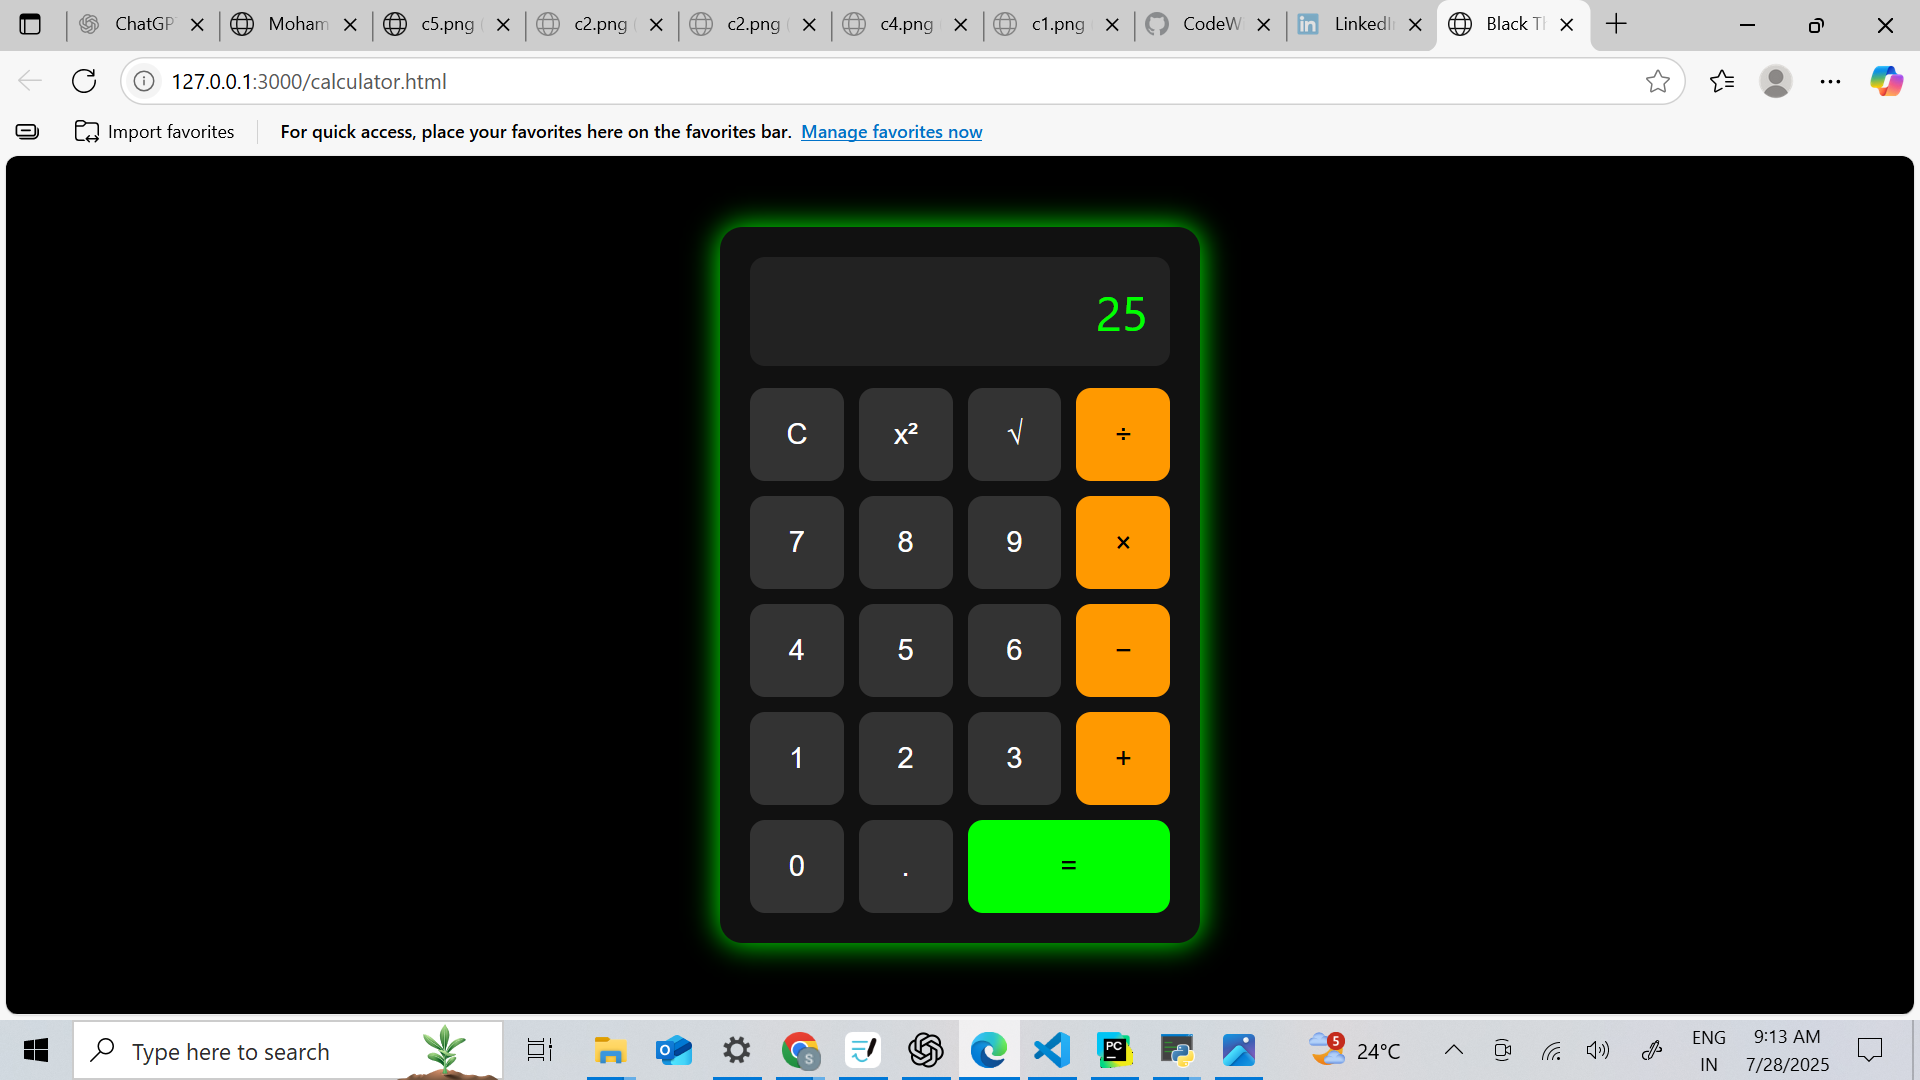 ChatGP Moham c5.png c2.png c2.png c4.png c1.png CodeW LinkedI Black Th
127.0.0.1:3000/calculator.html
Import favorites For quick access, place your favorites here on the favorites bar. Manage favorites now
25
C x² √ ÷
7 8 9 ×
4 5 6 −
1 2 3 +
0 . =
Type here to search S PC 5 24°C ENG 9:13 AM
IN 7/28/2025